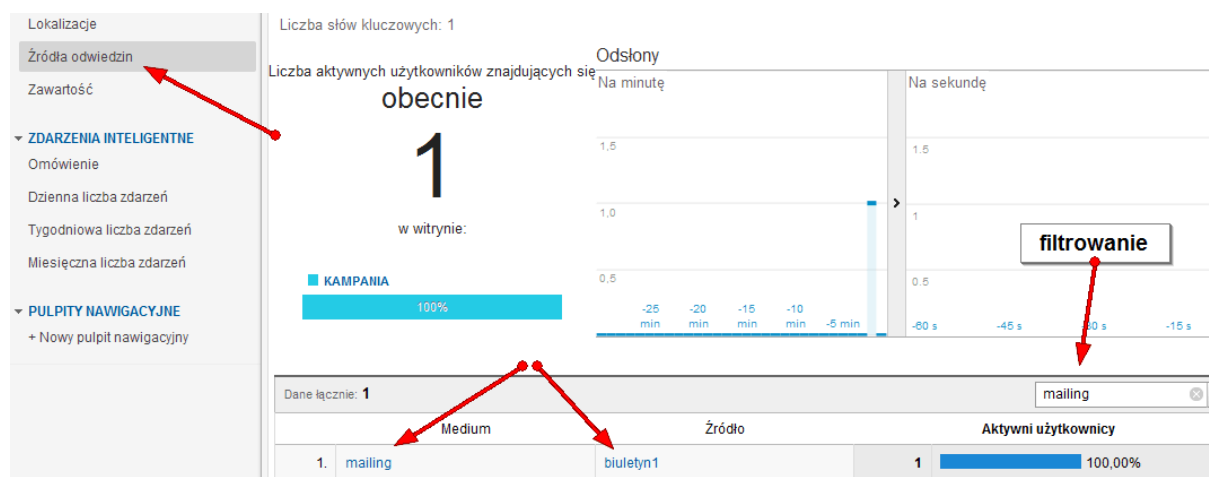 Lokalizacje
Źródła odwiedzin
Zawartość
ZDARZENIA INTELIGENTNE
Omówienie
Dzienna liczba zdarzeń
Tygodniowa liczba zdarzeń
Miesięczna liczba zdarzeń
PULPITY NAWIGACYJNE
+ Nowy pulpit nawigacyjny
Liczba słów kluczowych: 1
Liczba aktywnych użytkowników znajdujących się
obecnie
1
w witrynie:
KAMPANIA
100%
Odsłony
Na minutę
1,5
1,0
0,5
-25 min -20 min -15 min -10 min -5 min
Na sekundę
1.5
1
0.5
-60 s -45 s -30 s -15 s
filtrowanie
Dane łącznie: 1
mailing
Medium Źródło Aktywni użytkownicy
1. mailing biuletyn1 1 100,00%